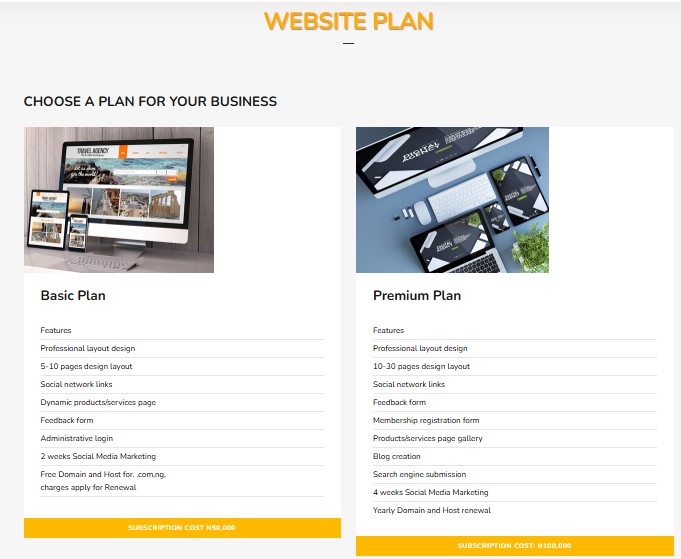 WEBSITE PLAN
CHOOSE A PLAN FOR YOUR BUSINESS
TRAVEL AGENCY
Basic Plan
Features
Professional layout design
5-10 pages design layout
Social network links
Dynamic products/services page
Feedback form
Administrative login
2 weeks Social Media Marketing
Free Domain and Host for. .com,ng,
charges apply for Renewal
SUBSCRIPTION COST N50,000
Premium Plan
Features
Professional layout design
10-30 pages design layout
Social network links
Feedback form
Membership registration form
Products/services page gallery
Blog creation
Search engine submission
4 weeks Social Media Marketing
Yearly Domain and Host renewal
SUBSCRIPTION COST: N100,000